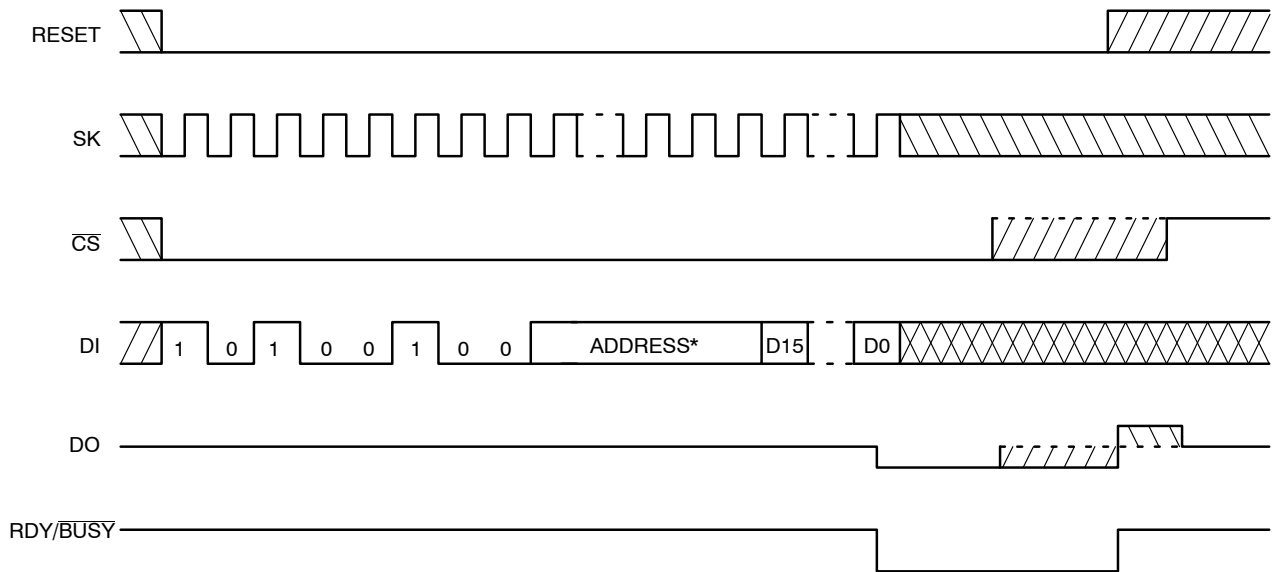 RESET
SK
CS
DI 1 0 1 0 0 1 0 0 ADDRESS* D15 D0
DO
RDY/BUSY